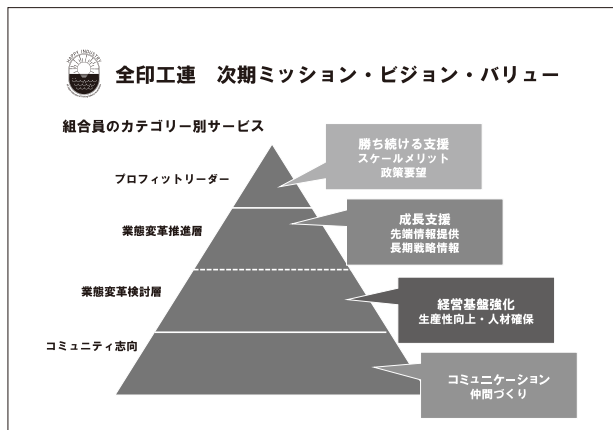 HAPPY INDUSTRY
全印工連　次期ミッション・ビジョン・バリュー
組合員のカテゴリー別サービス
プロフィットリーダー
勝ち続ける支援
スケールメリット
政策要望
業態変革推進層
成長支援
先端情報提供
長期戦略情報
業態変革検討層
経営基盤強化
生産性向上・人材確保
コミュニティ志向
コミュニケーション
仲間づくり